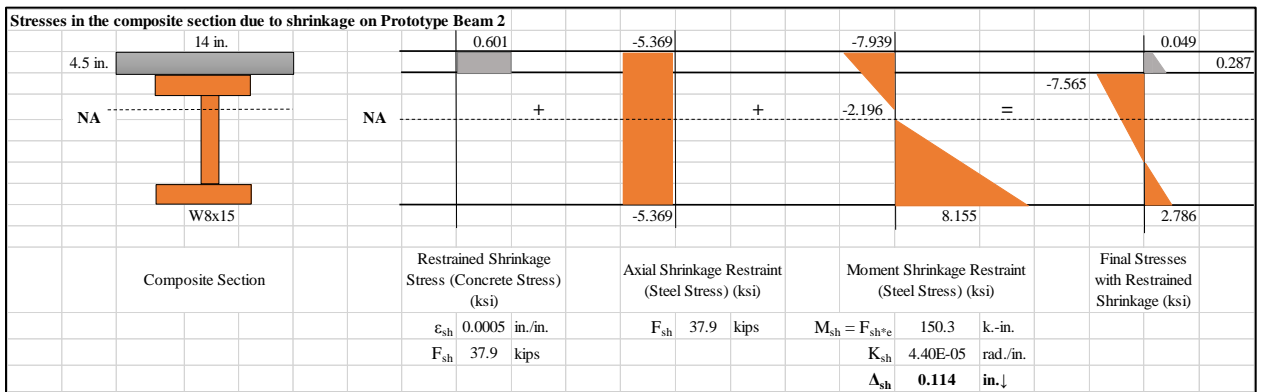 Stresses in the composite section due to shrinkage on Prototype Beam 2
14 in. 0.601 -5.369 -7.939 0.049
4.5 in. 0.287
-7.565
NA NA + + -2.196 =
W8x15 -5.369 8.155 2.786
Composite Section
Restrained Shrinkage
Stress (Concrete Stress)
(ksi)
Axial Shrinkage Restraint
(Steel Stress) (ksi)
Moment Shrinkage Restraint
(Steel Stress) (ksi)
Final Stresses
with Restrained
Shrinkage (ksi)
εsh 0.0005 in./in. Fsh 37.9 kips Msh = Fsh*e 150.3 k.-in.
Fsh 37.9 kips Ksh 4.40E-05 rad./in.
Δsh 0.114 in.↓